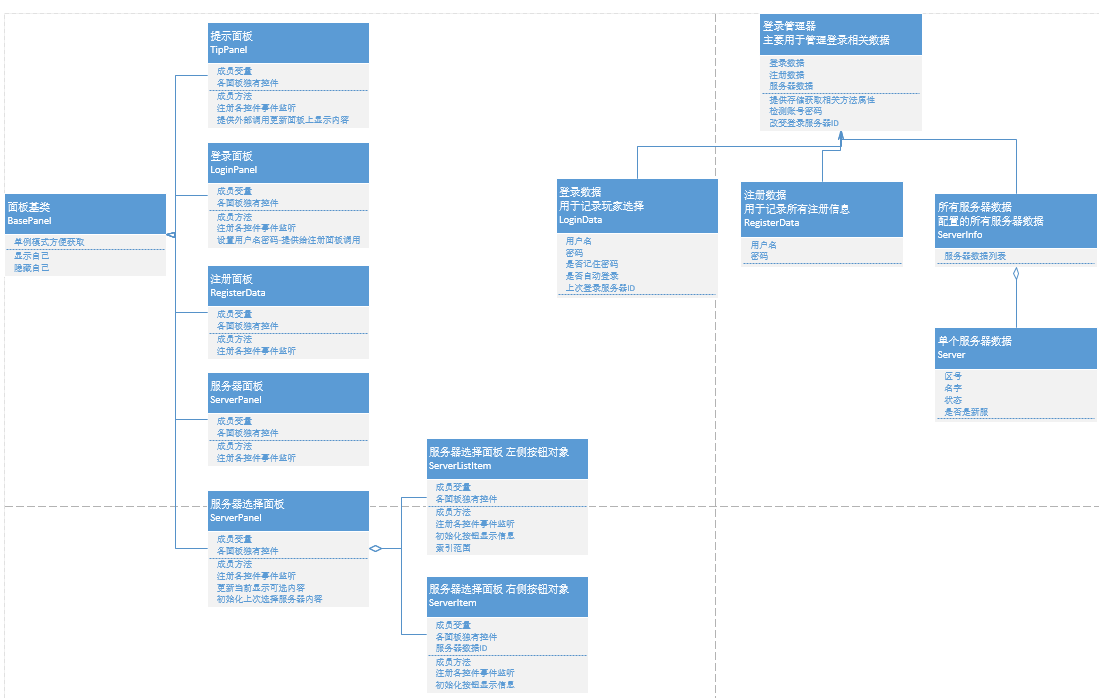 提示面板
TipPanel
成员变量
各面板独有控件
成员方法
注册各控件事件监听
提供外部调用更新面板上显示内容
登录面板
LoginPanel
成员变量
各面板独有控件
成员方法
注册各控件事件监听
设置用户名密码-提供给注册面板调用
面板基类
BasePanel
单例模式方便获取
显示自己
隐藏自己
注册面板
RegisterData
成员变量
各面板独有控件
成员方法
注册各控件事件监听
服务器面板
ServerPanel
成员变量
各面板独有控件
成员方法
注册各控件事件监听
服务器选择面板
ServerPanel
成员变量
各面板独有控件
成员方法
注册各控件事件监听
更新当前显示可选内容
初始化上次选择服务器内容
服务器选择面板 左侧按钮对象
ServerListItem
成员变量
各面板独有控件
成员方法
注册各控件事件监听
初始化按钮显示信息
索引范围
服务器选择面板 右侧按钮对象
ServerItem
成员变量
各面板独有控件
服务器数据ID
成员方法
注册各控件事件监听
初始化按钮显示信息
登录管理器
主要用于管理登录相关数据
登录数据
注册数据
服务器数据
提供存储获取相关方法属性
检测账号密码
改变登录服务器ID
登录数据
用于记录玩家选择
LoginData
用户名
密码
是否记住密码
是否自动登录
上次登录服务器ID
注册数据
用于记录所有注册信息
RegisterData
用户名
密码
所有服务器数据
配置的所有服务器数据
ServerInfo
服务器数据列表
单个服务器数据
Server
区号
名字
状态
是否是新服